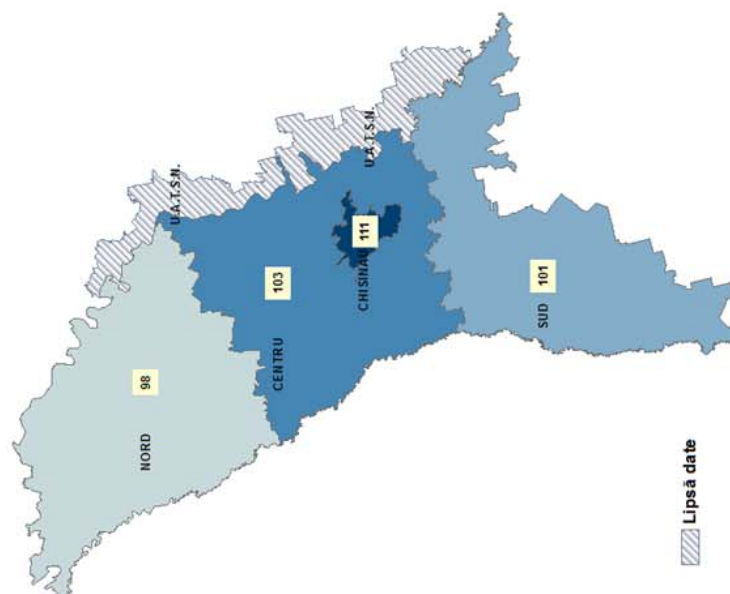 U.A.T.S.N.
98
NORD
103
CENTRU
U.A.T.S.N.
111
CHISINAU
101
SUD
Lipsă date